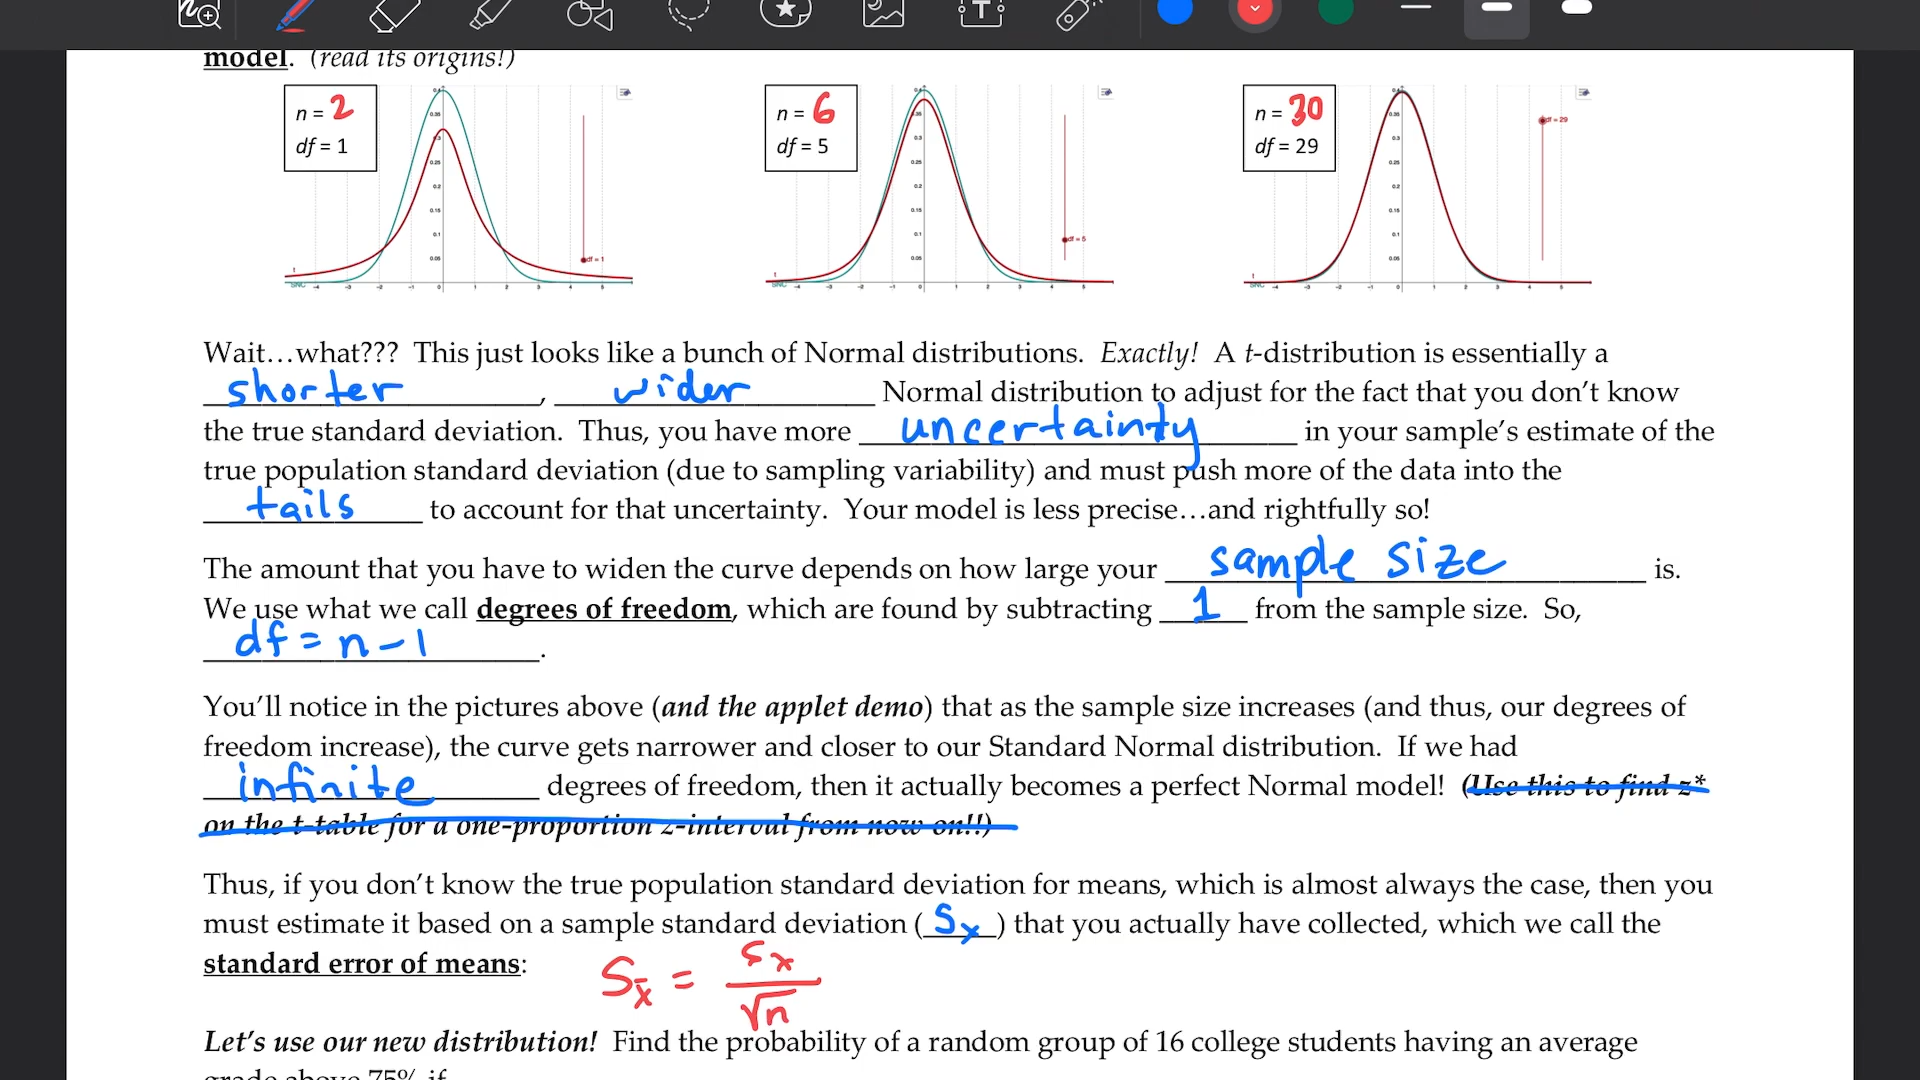 model. (read its origins!)
n = 2
df = 1
n = 6
df = 5
n = 30
df = 29
df = 1
df = 5
df = 29
Wait…what??? This just looks like a bunch of Normal distributions. Exactly! A t-distribution is essentially a
shorter, wider Normal distribution to adjust for the fact that you don't know
the true standard deviation. Thus, you have more uncertainty in your sample's estimate of the
true population standard deviation (due to sampling variability) and must push more of the data into the
tails to account for that uncertainty. Your model is less precise…and rightfully so!
The amount that you have to widen the curve depends on how large your sample size is.
We use what we call degrees of freedom, which are found by subtracting 1 from the sample size. So,
df = n - 1.
You'll notice in the pictures above (and the applet demo) that as the sample size increases (and thus, our degrees of
freedom increase), the curve gets narrower and closer to our Standard Normal distribution. If we had
infinite degrees of freedom, then it actually becomes a perfect Normal model! (Use this to find z*
on the t-table for a one-proportion z-interval from now on!!)
Thus, if you don't know the true population standard deviation for means, which is almost always the case, then you
must estimate it based on a sample standard deviation (Sx) that you actually have collected, which we call the
standard error of means: Sx̄ = Sx/√n
Let's use our new distribution! Find the probability of a random group of 16 college students having an average
grade above 75% if